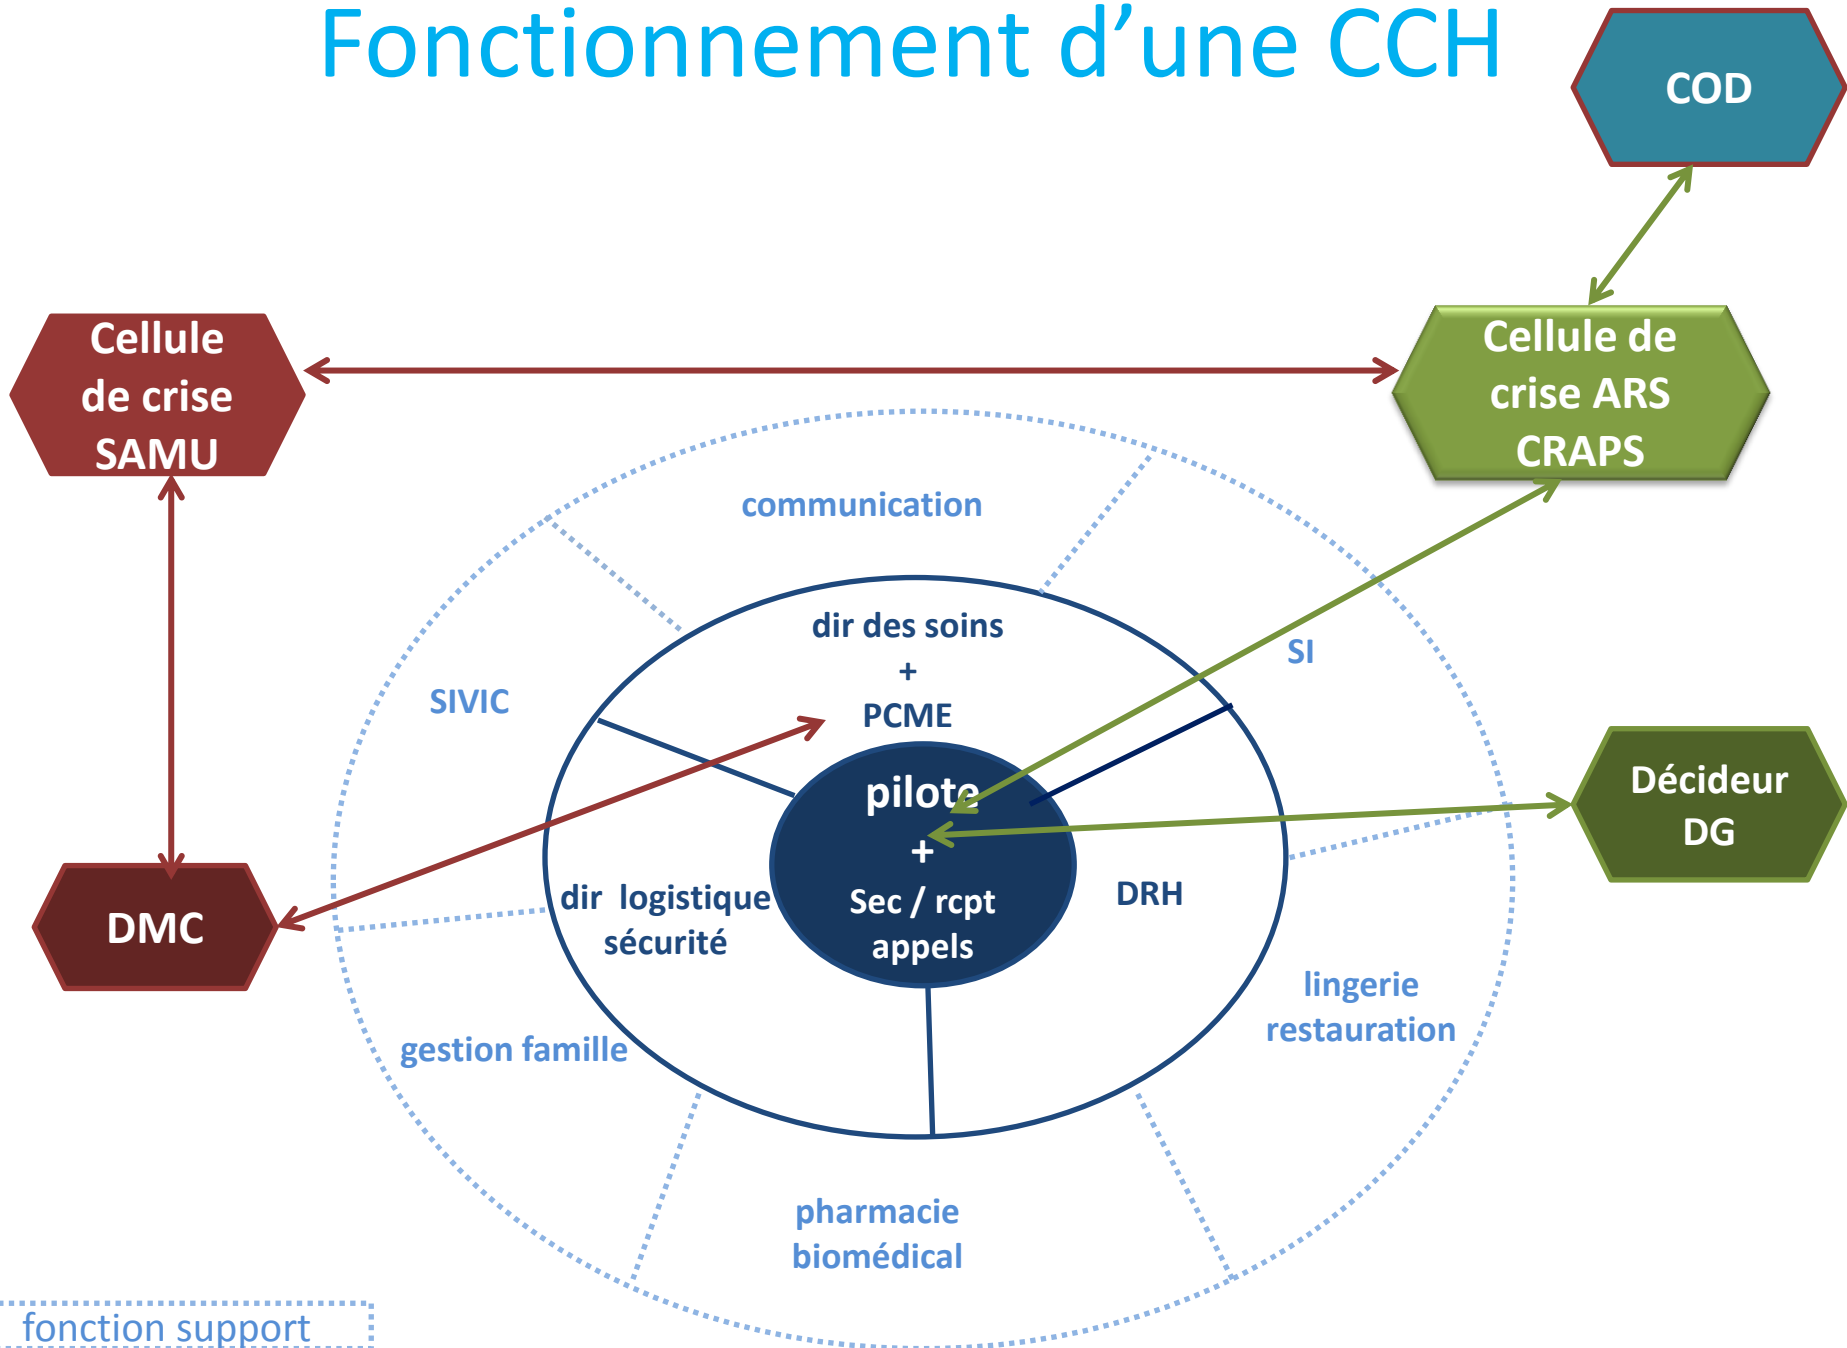 Fonctionnement d’une CCH
COD
Cellule
de crise
SAMU
Cellule de
crise ARS
CRAPS
communication
dir des soins
+
PCME
SI
SIVIC
pilote
+
Sec / rcpt
appels
Décideur
DG
DMC
dir logistique
sécurité
DRH
lingerie
restauration
gestion famille
pharmacie
biomédical
fonction support